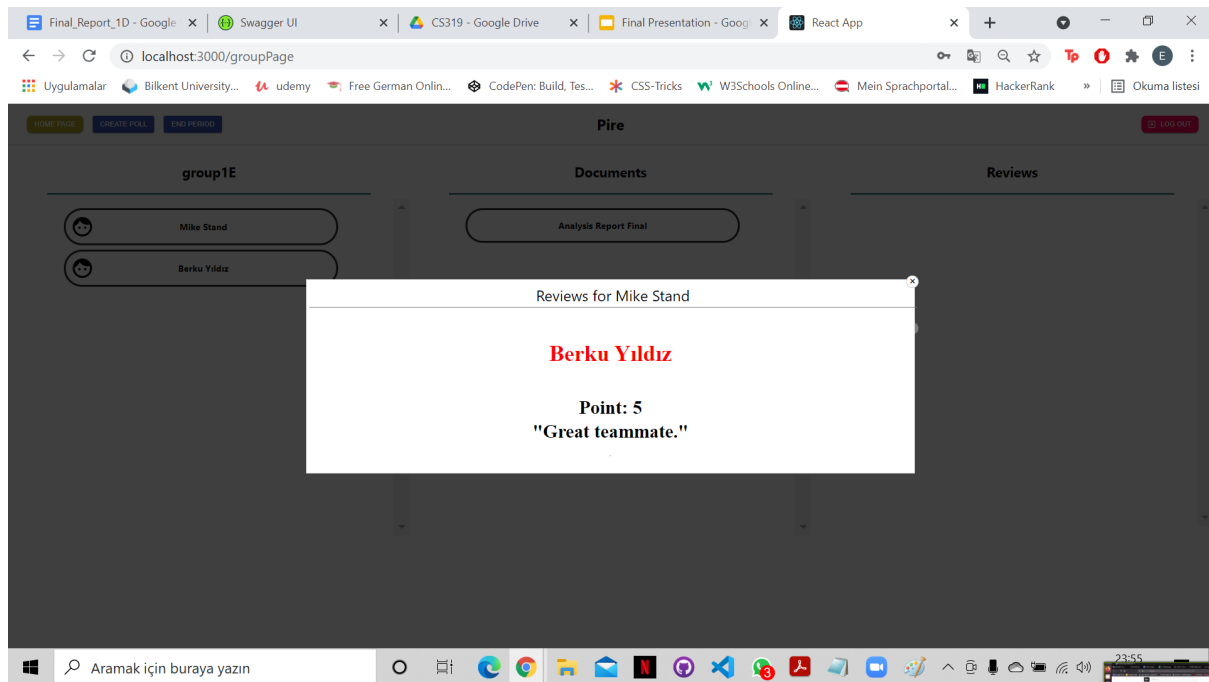 Final_Report_1D - Google
Swagger UI
CS319 - Google Drive
Final Presentation - Googl
React App
localhost:3000/groupPage
Tp
E
Uygulamalar
Bilkent University...
udemy
Free German Onlin...
CodePen: Build, Tes...
CSS-Tricks
W3Schools Online...
Mein Sprachportal...
HackerRank
»
Okuma listesi
HOME PAGE
CREATE POLL
END PERIOD
Pire
LOG OUT
group1E
Documents
Reviews
Mike Stand
Analysis Report Final
Berku Yıldız
Reviews for Mike Stand
Berku Yıldız
Point: 5
"Great teammate."
Aramak için buraya yazın
3
23:55